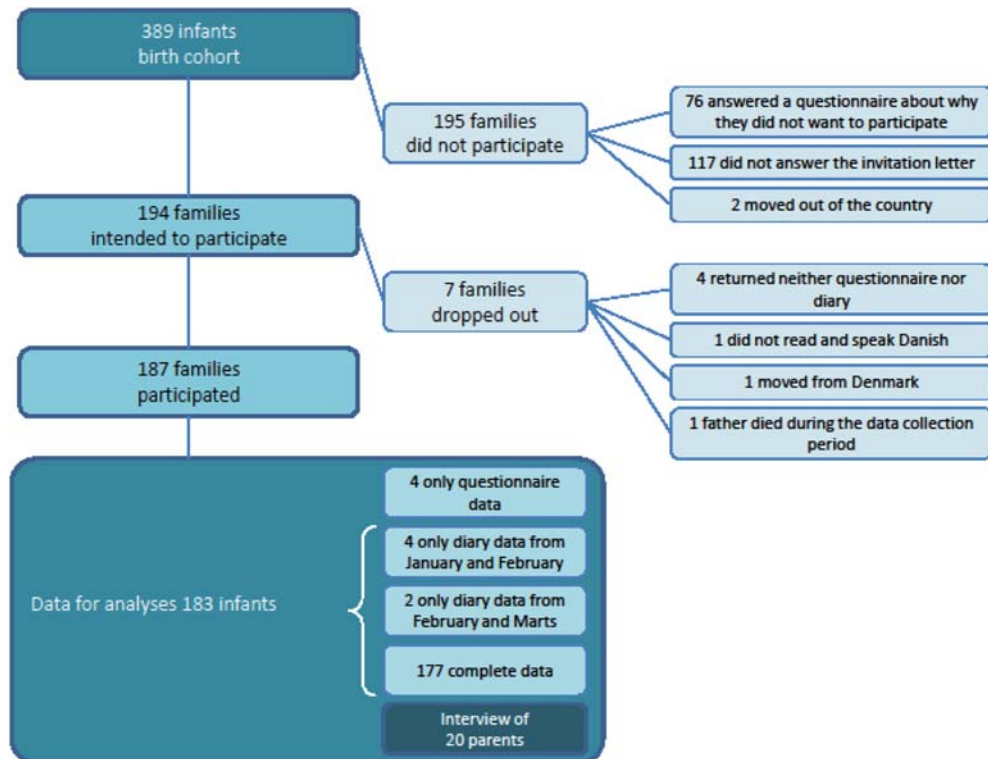 389 infants
birth cohort
195 families
did not participate
76 answered a questionnaire about why
they did not want to participate
117 did not answer the invitation letter
2 moved out of the country
194 families
intended to participate
7 families
dropped out
4 returned neither questionnaire nor
diary
1 did not read and speak Danish
1 moved from Denmark
1 father died during the data collection
period
187 families
participated
Data for analyses 183 infants
4 only questionnaire
data
4 only diary data from
January and February
2 only diary data from
February and Marts
177 complete data
Interview of
20 parents